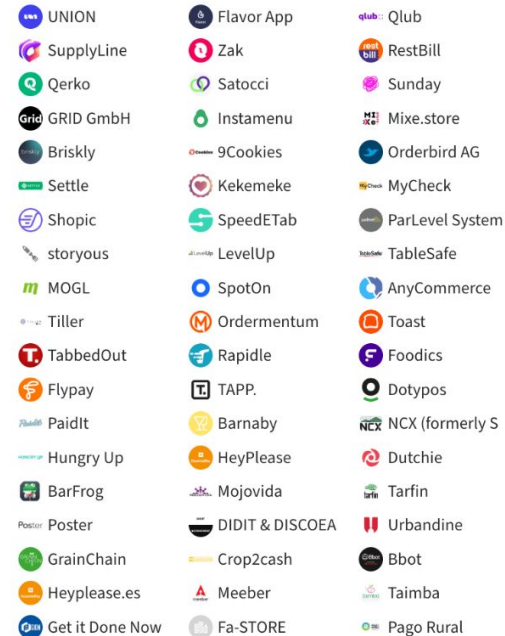 UNION Flavor App Qlub
SupplyLine Zak RestBill
Qerko Satocci Sunday
GRID GmbH Instamenu Mixe.store
Briskly 9Cookies Orderbird AG
Settle Kekemeke MyCheck
Shopic SpeedETab ParLevel System
storyous LevelUp TableSafe
MOGL SpotOn AnyCommerce
Tiller Ordermentum Toast
TabbedOut Rapidle Foodics
Flypay TAPP. Dotypos
PaidIt Barnaby NCX (formerly S
Hungry Up HeyPlease Dutchie
BarFrog Mojovida Tarfin
Poster DIDIT & DISCOEA Urbandine
GrainChain Crop2cash Bbot
Heyplease.es Meeber Taimba
Get it Done Now Fa-STORE Pago Rural